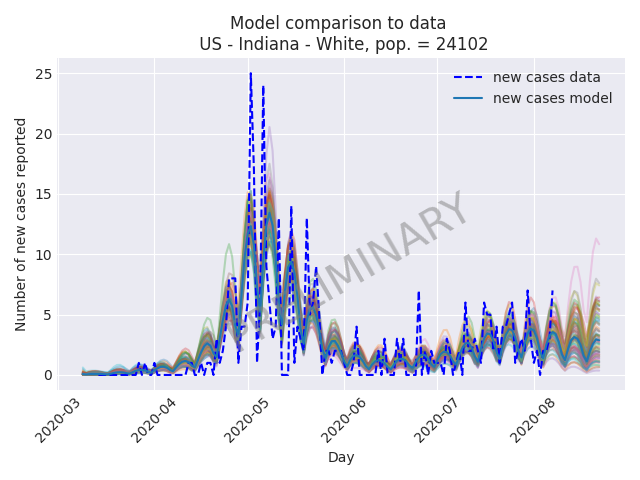 Model comparison to data
US - Indiana - White, pop. = 24102
new cases data
new cases model
PRELIMINARY
Number of new cases reported
25
20
15
10
5
0
2020-03
2020-04
2020-05
2020-06
2020-07
2020-08
Day